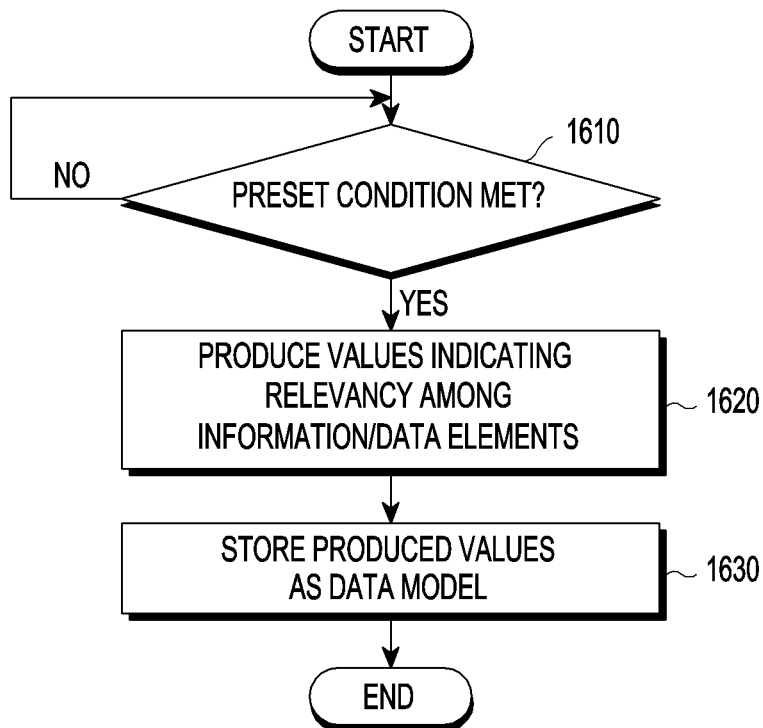 START
1610
PRESET CONDITION MET?
NO
YES
PRODUCE VALUES INDICATING
RELEVANCY AMONG
INFORMATION/DATA ELEMENTS
1620
STORE PRODUCED VALUES
AS DATA MODEL
1630
END